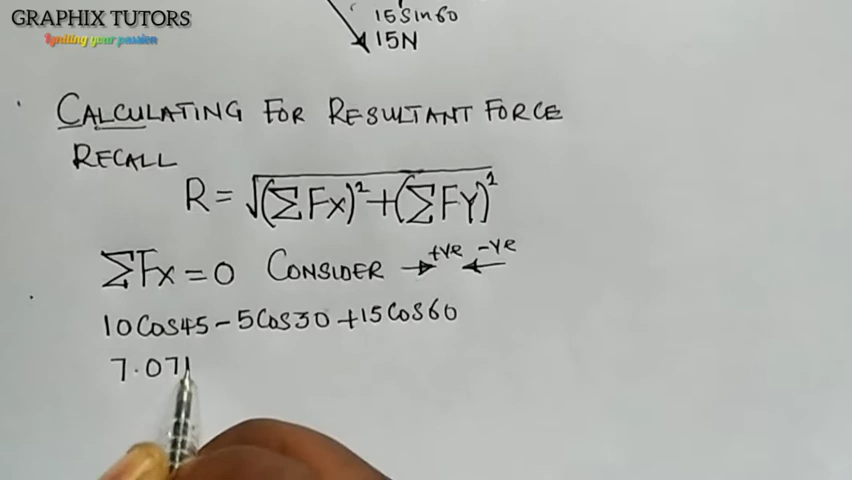 GRAPHIX TUTORS
Igniting your passion
15Sin60
15N
CALCULATING FOR RESULTANT FORCE
RECALL
R = √(ΣFx)²+(ΣFY)²
ΣFx = 0 CONSIDER →+ve ←-ve
10Cos45 - 5Cos30 + 15Cos60
7.071